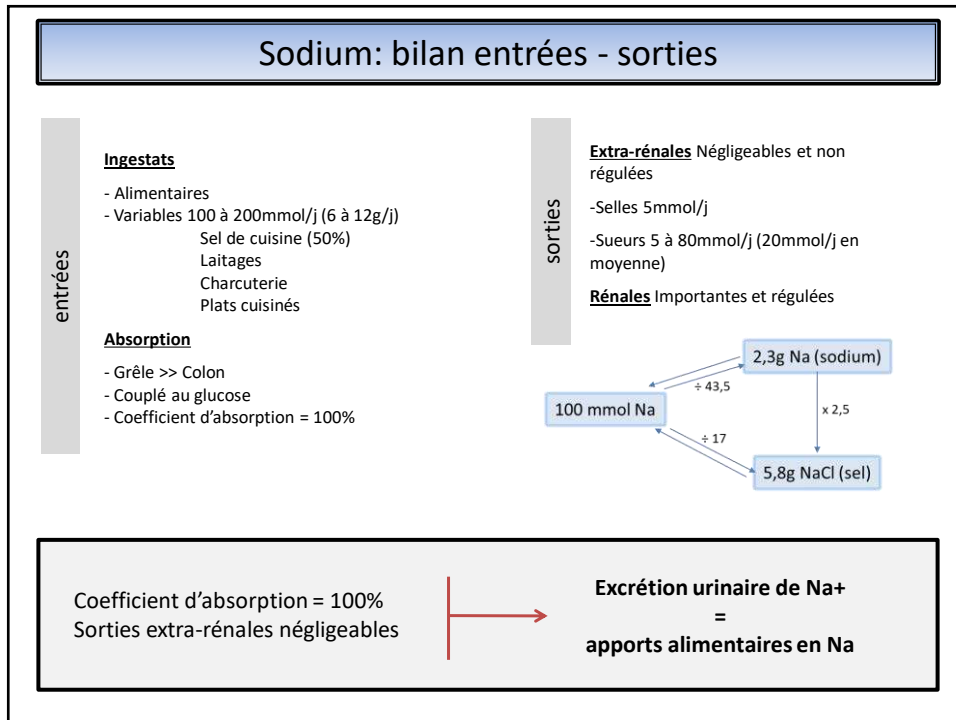 Sodium: bilan entrées - sorties
entrées
Ingestats
- Alimentaires
- Variables 100 à 200mmol/j (6 à 12g/j)
Sel de cuisine (50%)
Laitages
Charcuterie
Plats cuisinés
Absorption
- Grêle >> Colon
- Couplé au glucose
- Coefficient d’absorption = 100%
sorties
Extra-rénales Négligeables et non
régulées
-Selles 5mmol/j
-Sueurs 5 à 80mmol/j (20mmol/j en
moyenne)
Rénales Importantes et régulées
2,3g Na (sodium)
÷ 43,5
100 mmol Na
x 2,5
÷ 17
5,8g NaCl (sel)
Coefficient d’absorption = 100%
Sorties extra-rénales négligeables
Excrétion urinaire de Na+
=
apports alimentaires en Na